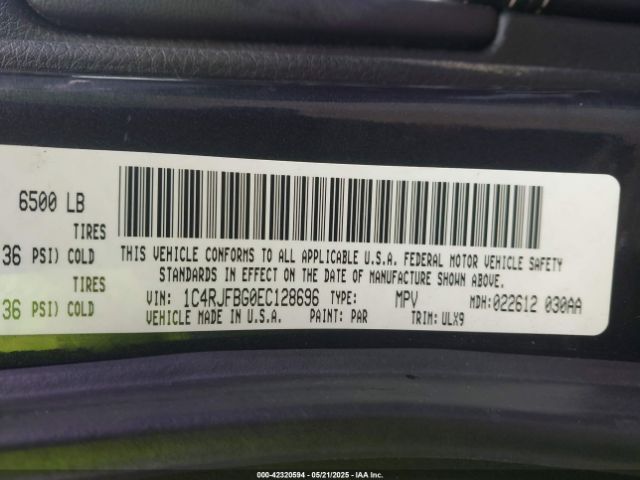 6500 LB
TIRES
36 PSI) COLD
TIRES
36 PSI) COLD
THIS VEHICLE CONFORMS TO ALL APPLICABLE U.S.A. FEDERAL MOTOR VEHICLE SAFETY
STANDARDS IN EFFECT ON THE DATE OF MANUFACTURE SHOWN ABOVE.
VIN: 1C4RJFBG0EC128696 TYPE: MPV MDH:022612 030AA
VEHICLE MADE IN U.S.A. PAINT: PAR TRIM: ULX9
000-42320594 - 05/21/2025 - IAA Inc.